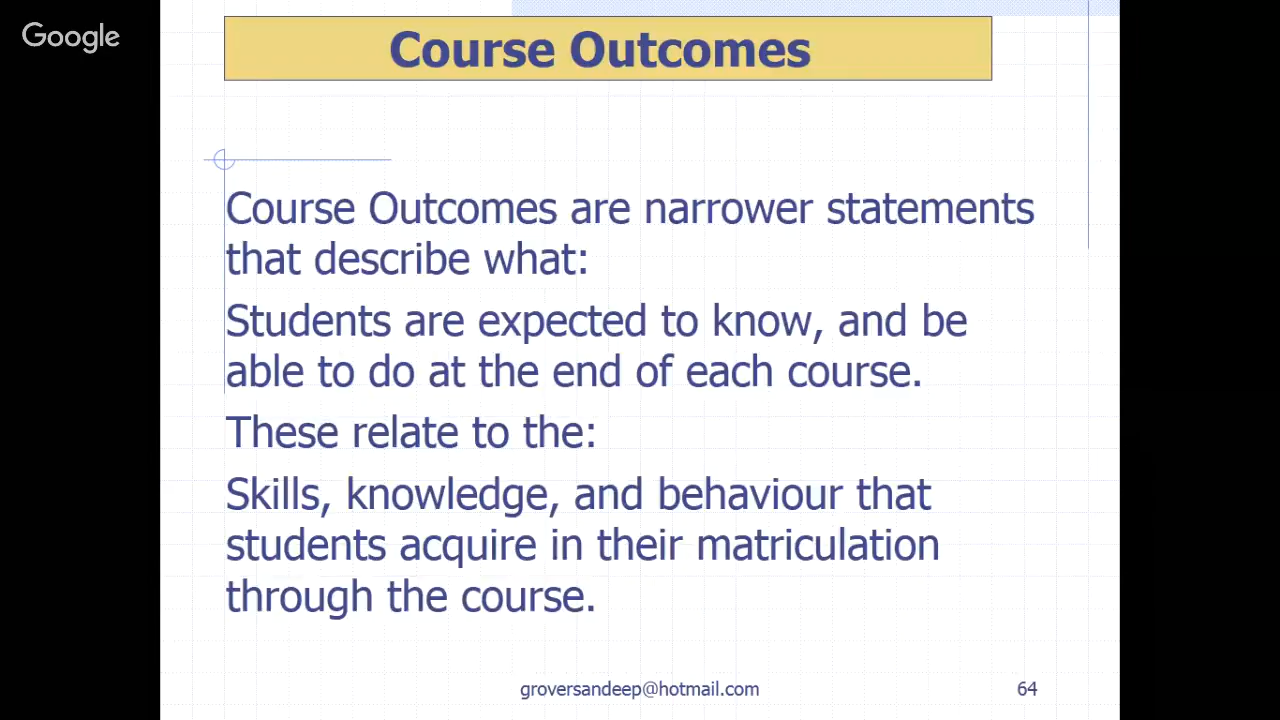 Google
Course Outcomes
Course Outcomes are narrower statements
that describe what:
Students are expected to know, and be
able to do at the end of each course.
These relate to the:
Skills, knowledge, and behaviour that
students acquire in their matriculation
through the course.
groversandeep@hotmail.com
64